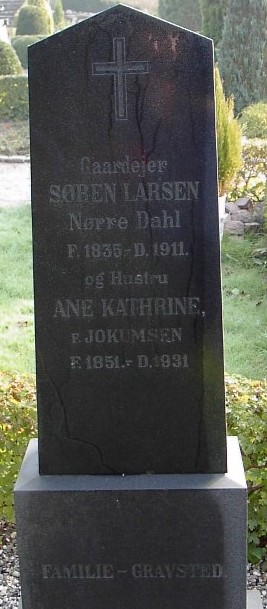 Gaardejer
SØREN LARSEN
Nørre Dahl
F. 1835.- D. 1911.
og Hustru
ANE KATHRINE,
F. JOKUMSEN
F. 1851.- D. 1931
FAMILIE - GRAVSTED.